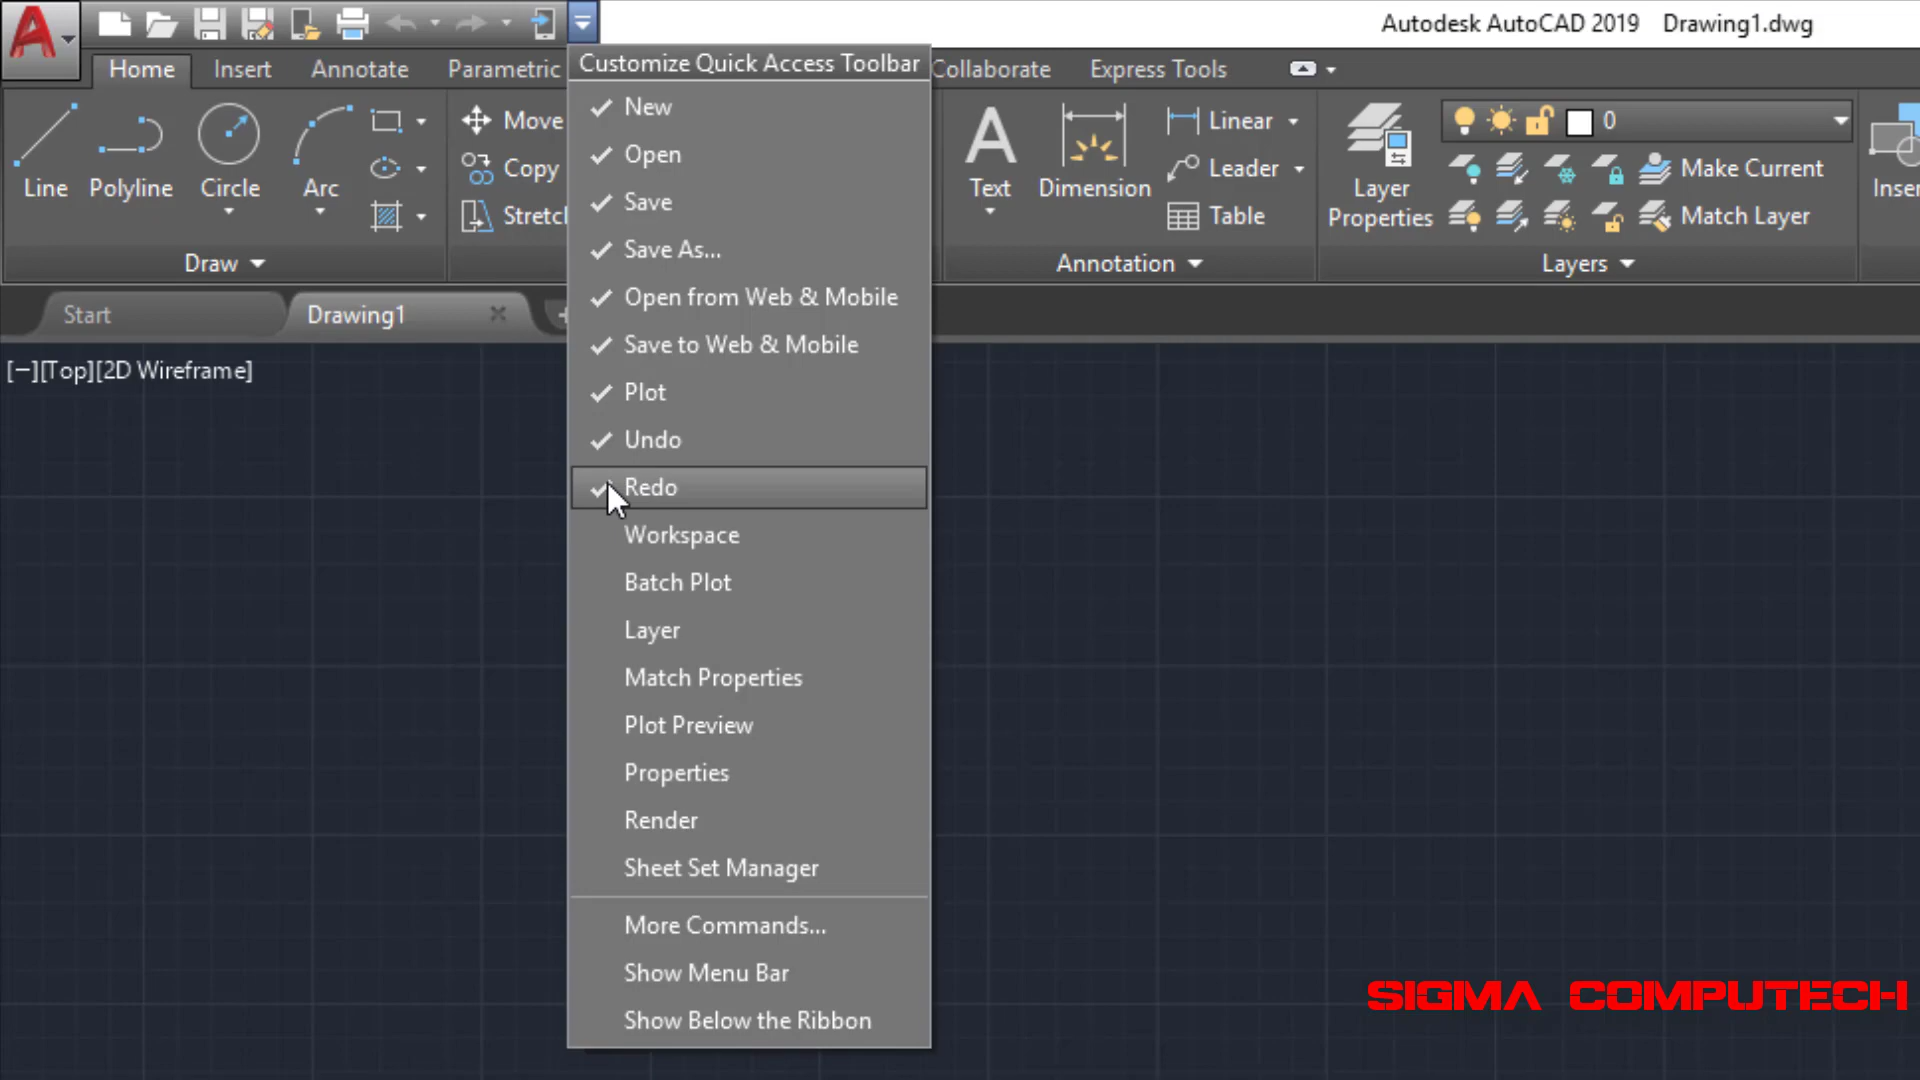 Autodesk AutoCAD 2019 Drawing1.dwg
Home Insert Annotate Parametric Collaborate Express Tools
Customize Quick Access Toolbar
New
Open
Save
Save As...
Open from Web & Mobile
Save to Web & Mobile
Plot
Undo
Redo
Workspace
Batch Plot
Layer
Match Properties
Plot Preview
Properties
Render
Sheet Set Manager
More Commands...
Show Menu Bar
Show Below the Ribbon
Line Polyline Circle Arc
Draw
Move
Copy
Text Dimension
Linear
Leader
Table
Annotation
Layer
Properties
0
Make Current
Match Layer
Layers
Start Drawing1
[−][Top][2D Wireframe]
SIGMA COMPUTECH